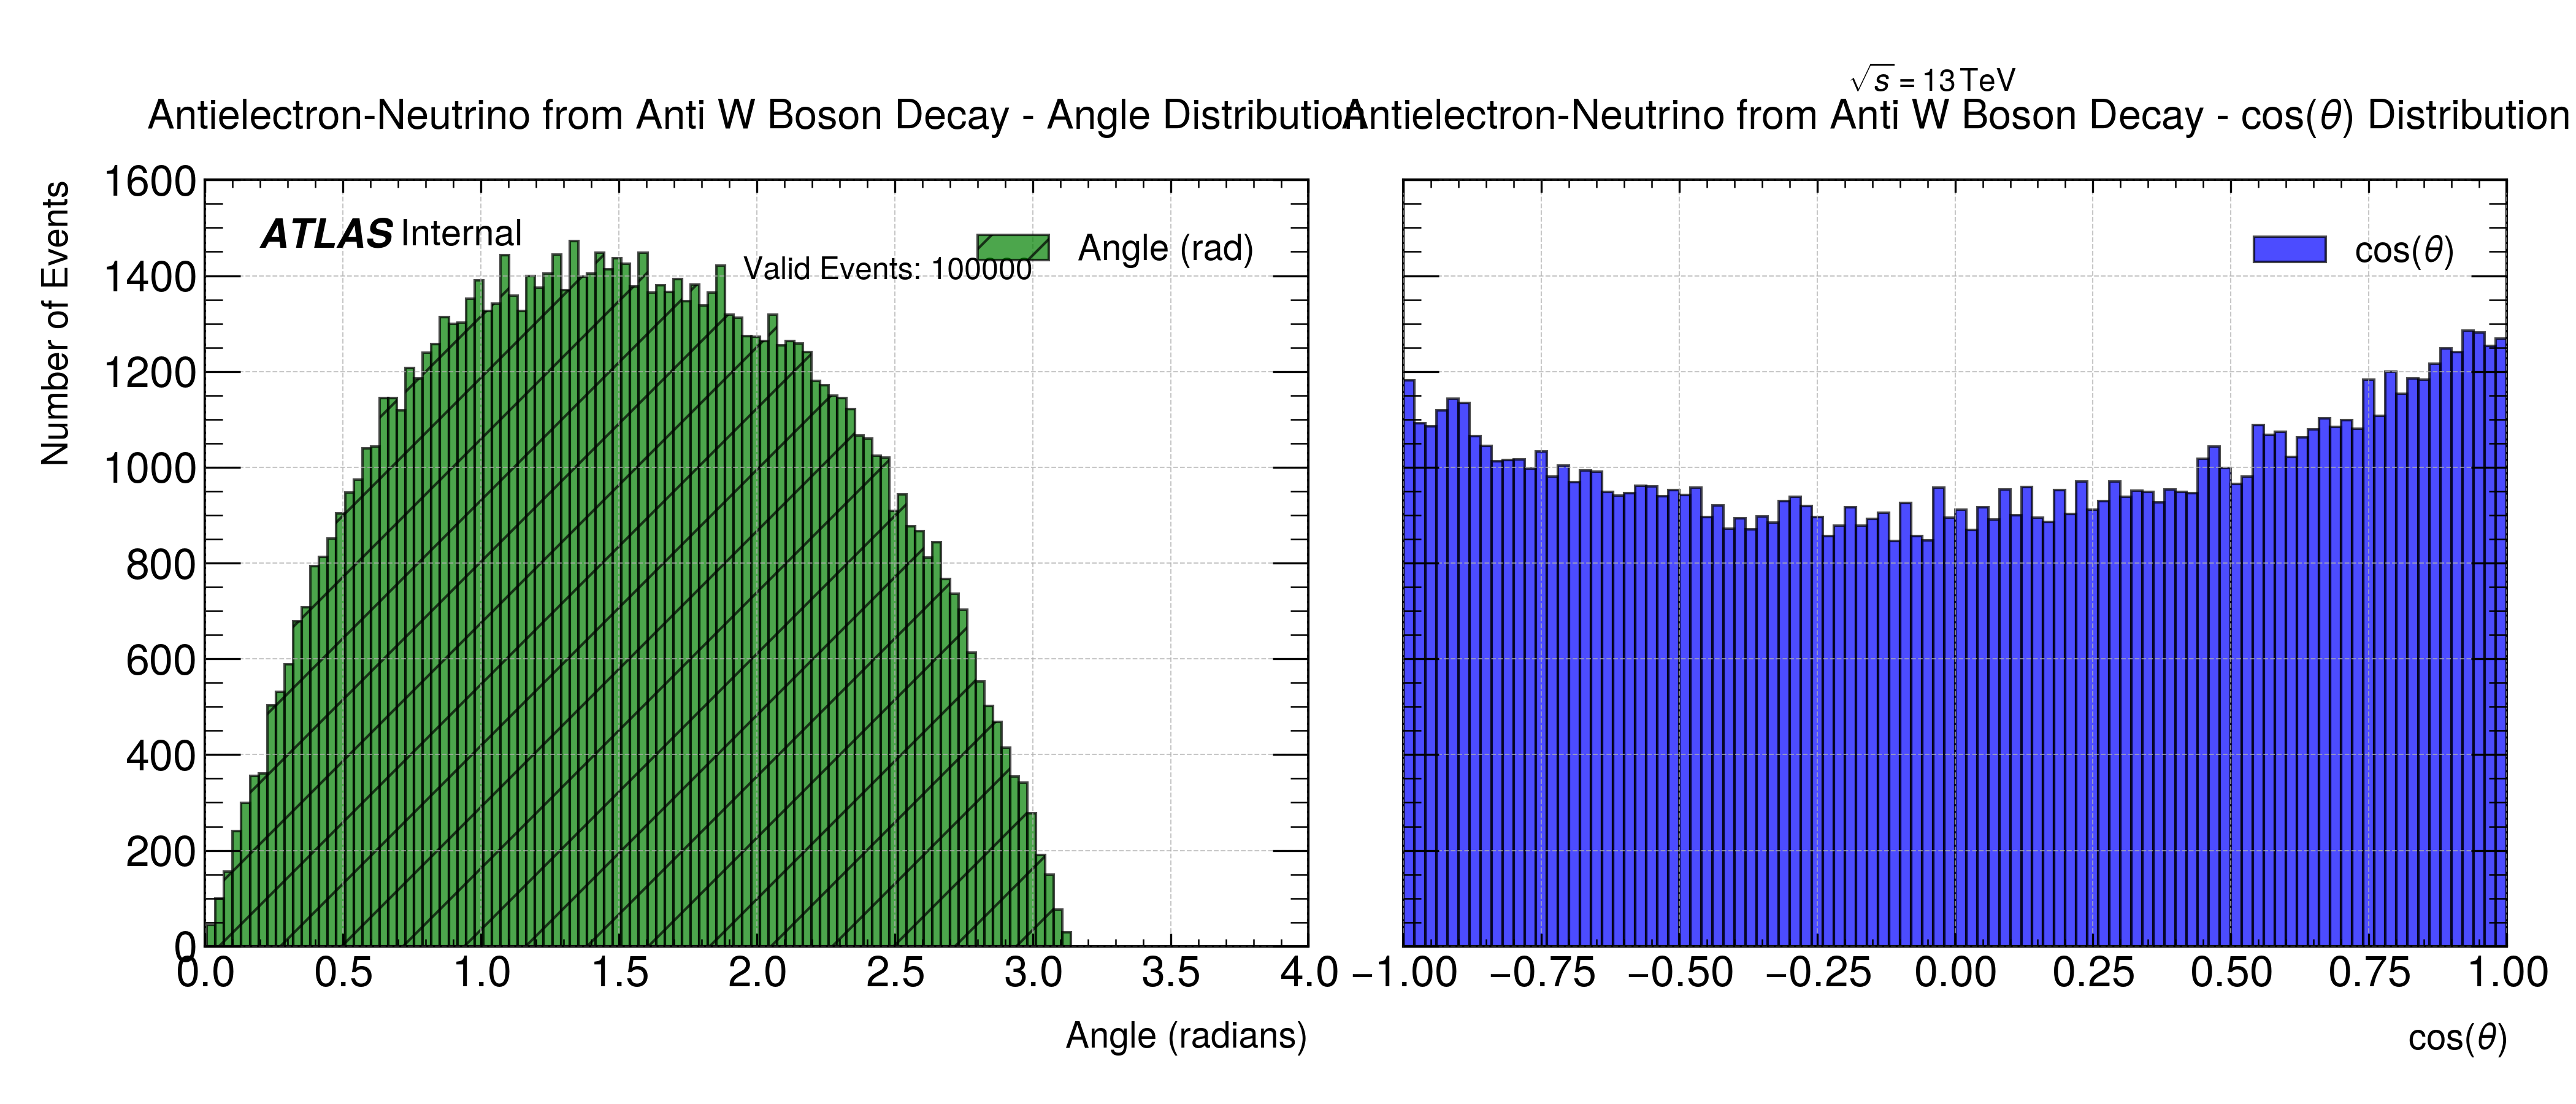 √s = 13 TeV
Antielectron-Neutrino from Anti W Boson Decay - Angle Distribution
Antielectron-Neutrino from Anti W Boson Decay - cos(θ) Distribution
Number of Events
1600
1400
1200
1000
800
600
400
200
0
ATLAS Internal
Angle (rad)
Valid Events: 100000
cos(θ)
0.0 0.5 1.0 1.5 2.0 2.5 3.0 3.5 4.0
−1.00 −0.75 −0.50 −0.25 0.00 0.25 0.50 0.75 1.00
Angle (radians)
cos(θ)